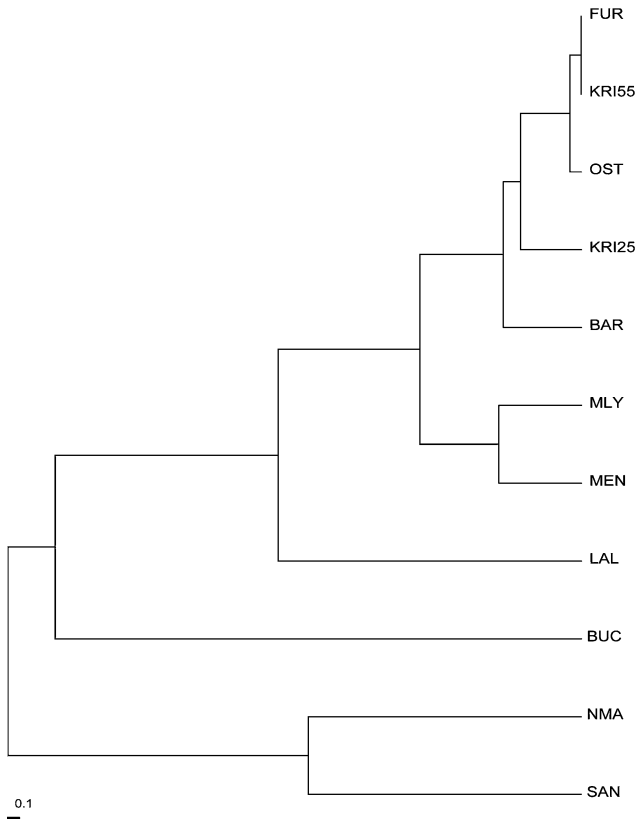 FUR
KRI55
OST
KRI25
BAR
MLY
MEN
LAL
BUC
NMA
SAN
0.1